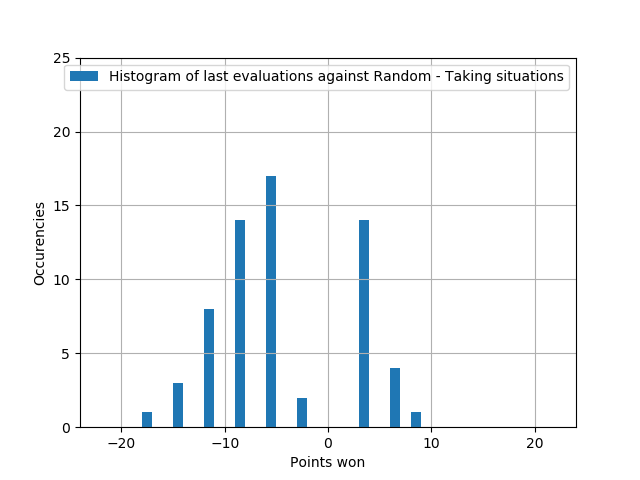 Histogram of last evaluations against Random - Taking situations
25
20
15
10
5
0
Occurencies
−20 −10 0 10 20
Points won